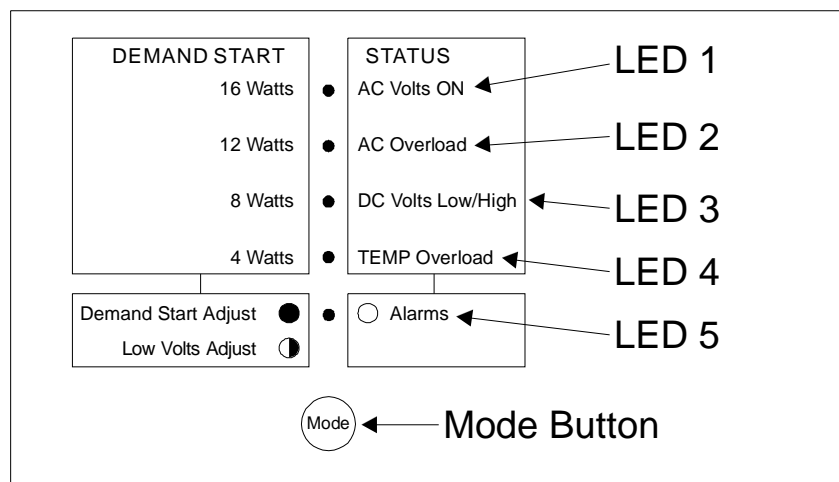 DEMAND START
16 Watts
12 Watts
8 Watts
4 Watts
Demand Start Adjust
Low Volts Adjust
STATUS
AC Volts ON
AC Overload
DC Volts Low/High
TEMP Overload
Alarms
LED 1
LED 2
LED 3
LED 4
LED 5
Mode
Mode Button